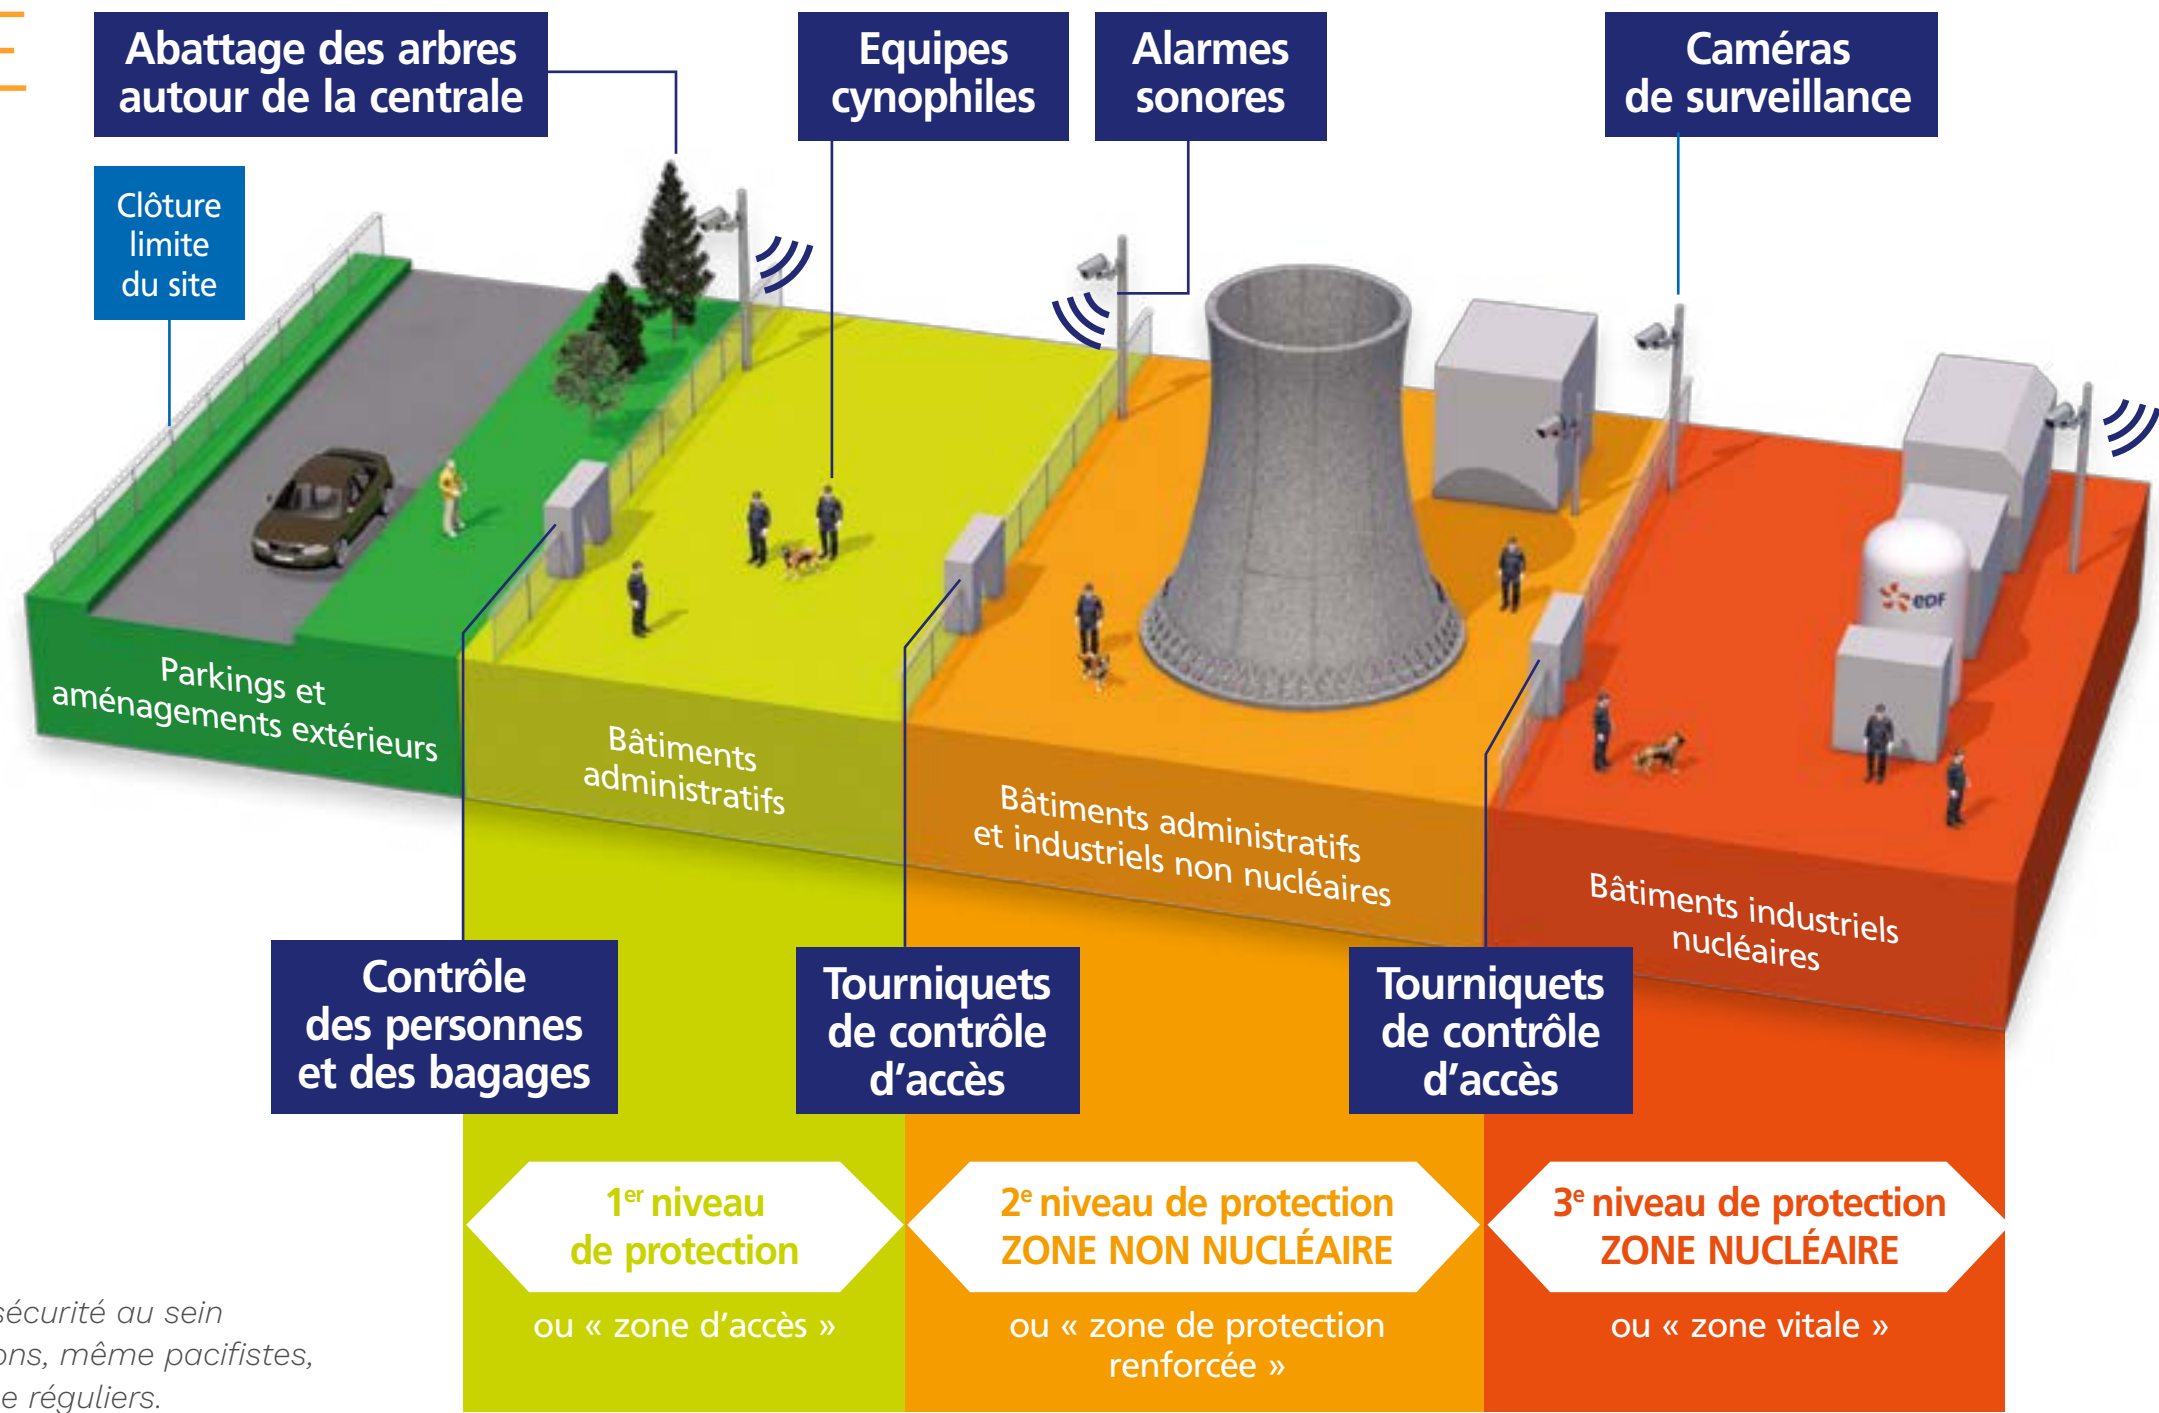 E
Abattage des arbres
autour de la centrale
Equipes
cynophiles
Alarmes
sonores
Caméras
de surveillance
Clôture
limite
du site
edf
Parkings et
aménagements extérieurs
Bâtiments
administratifs
Bâtiments administratifs
et industriels non nucléaires
Bâtiments industriels
nucléaires
Contrôle
des personnes
et des bagages
Tourniquets
de contrôle
d'accès
Tourniquets
de contrôle
d'accès
1er niveau
de protection
ou « zone d'accès »
2e niveau de protection
ZONE NON NUCLÉAIRE
ou « zone de protection
renforcée »
3e niveau de protection
ZONE NUCLÉAIRE
ou « zone vitale »
sécurité au sein
ons, même pacifistes,
e réguliers.